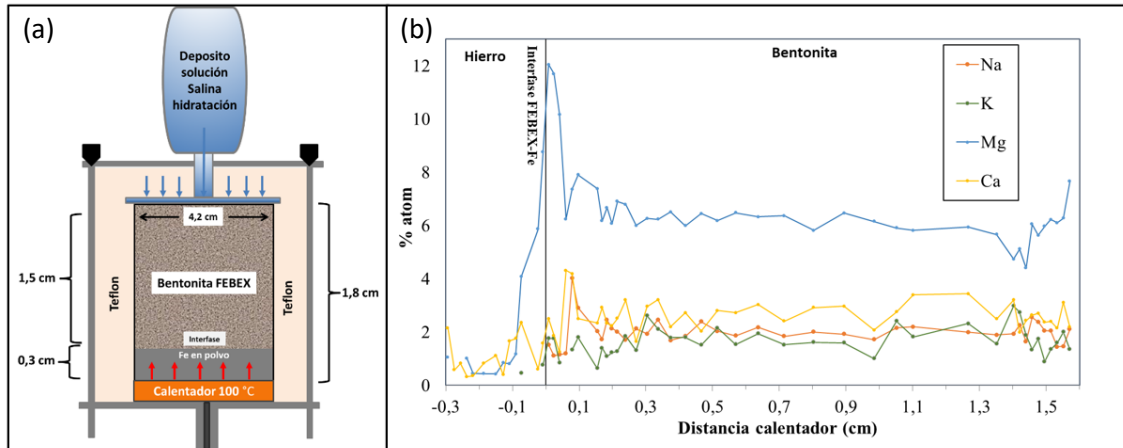 (a)
Deposito
solución
Salina
hidratación
4,2 cm
1,5 cm
Teflon
Bentonita FEBEX
Teflon
1,8 cm
Interfase
0,3 cm
Fe en polvo
Calentador 100 °C
(b)
Hierro
Interfase FEBEX-Fe
Bentonita
Na
K
Mg
Ca
% atom
12
10
8
6
4
2
0
-0,3 -0,1 0,1 0,3 0,5 0,7 0,9 1,1 1,3 1,5
Distancia calentador (cm)